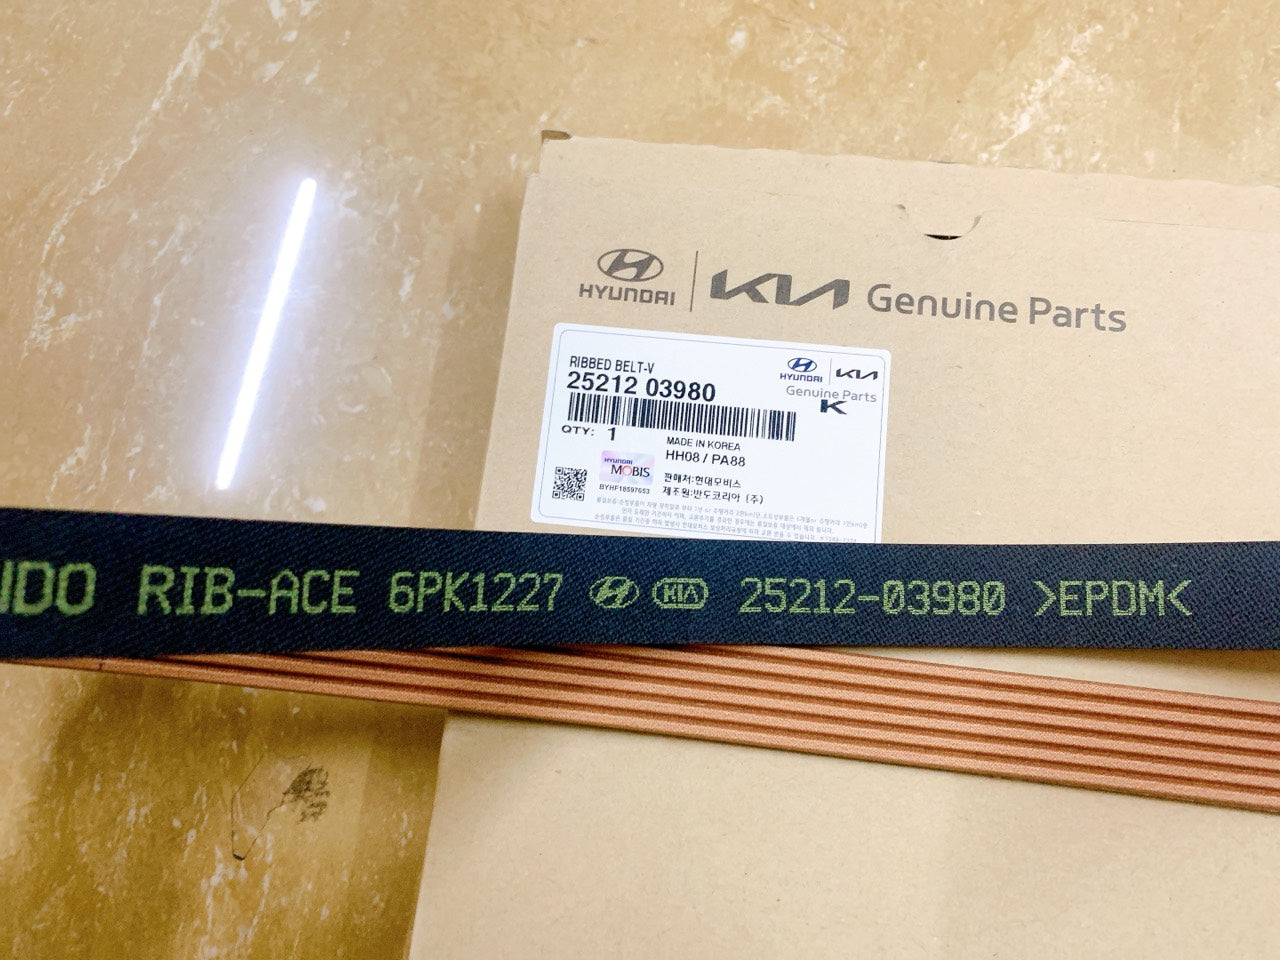 HYUNDAI KIA Genuine Parts
RIBBED BELT-V
25212 03980
HYUNDAI KIA
Genuine Parts
K
QTY: 1
MADE IN KOREA
HH08 / PA88
HYUNDAI
MOBIS
BYHF18597653
판매처:현대모비스
제조원:반도코리아 (주)
NDO RIB-ACE 6PK1227 KIA 25212-03980 >EPDM<